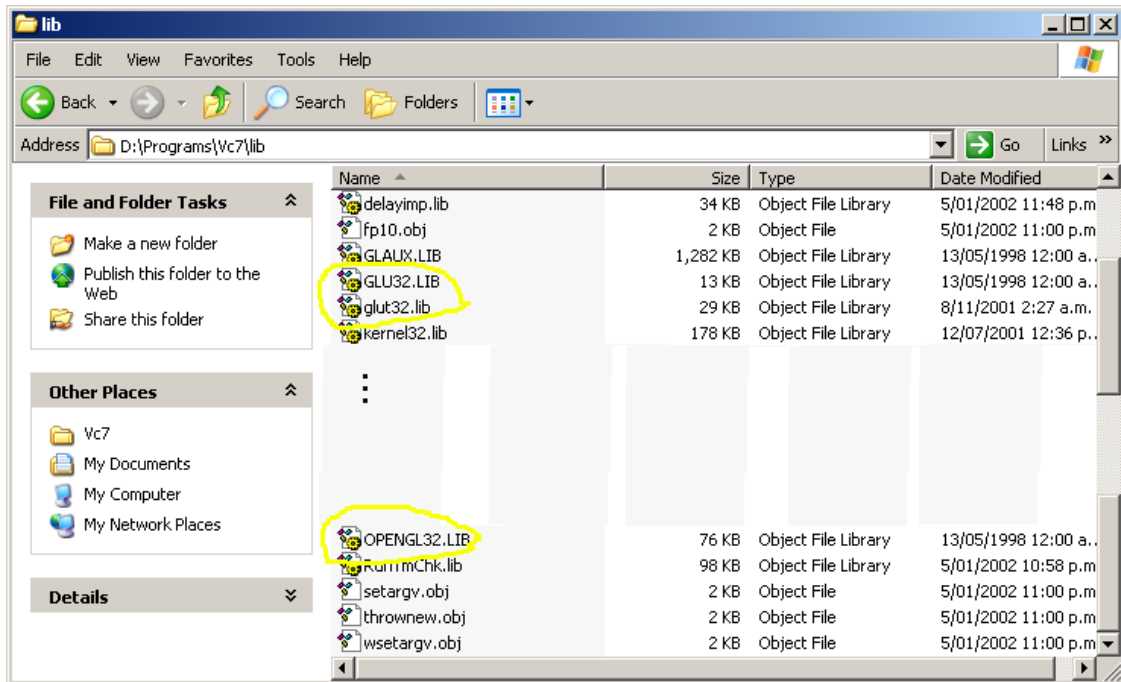 lib
File Edit View Favorites Tools Help
Back Search Folders
Address D:\Programs\Vc7\lib Go Links »
File and Folder Tasks
Make a new folder
Publish this folder to the
Web
Share this folder
Other Places
Vc7
My Documents
My Computer
My Network Places
Details
Name Size Type Date Modified
delayimp.lib 34 KB Object File Library 5/01/2002 11:48 p.m
fp10.obj 2 KB Object File 5/01/2002 11:00 p.m
GLAUX.LIB 1,282 KB Object File Library 13/05/1998 12:00 a..
GLU32.LIB 13 KB Object File Library 13/05/1998 12:00 a..
glut32.lib 29 KB Object File Library 8/11/2001 2:27 a.m.
kernel32.lib 178 KB Object File Library 12/07/2001 12:36 p..
⋮
OPENGL32.LIB 76 KB Object File Library 13/05/1998 12:00 a..
RunTmChk.lib 98 KB Object File Library 5/01/2002 10:58 p.m
setargv.obj 2 KB Object File 5/01/2002 11:00 p.m
thrownew.obj 2 KB Object File 5/01/2002 11:00 p.m
wsetargv.obj 2 KB Object File 5/01/2002 11:00 p.m